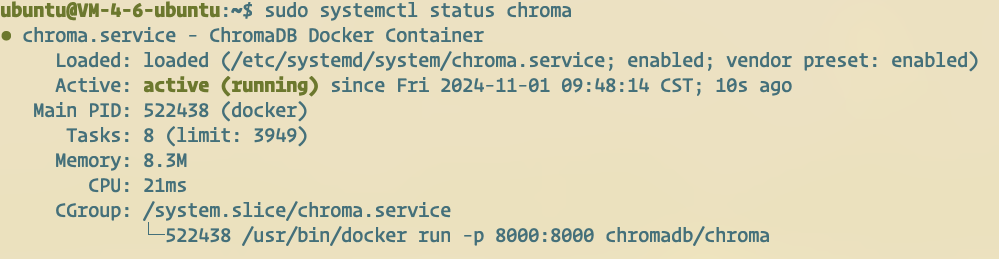 ubuntu@VM-4-6-ubuntu:~$ sudo systemctl status chroma
● chroma.service - ChromaDB Docker Container
     Loaded: loaded (/etc/systemd/system/chroma.service; enabled; vendor preset: enabled)
     Active: active (running) since Fri 2024-11-01 09:48:14 CST; 10s ago
   Main PID: 522438 (docker)
      Tasks: 8 (limit: 3949)
     Memory: 8.3M
        CPU: 21ms
     CGroup: /system.slice/chroma.service
             └─522438 /usr/bin/docker run -p 8000:8000 chromadb/chroma